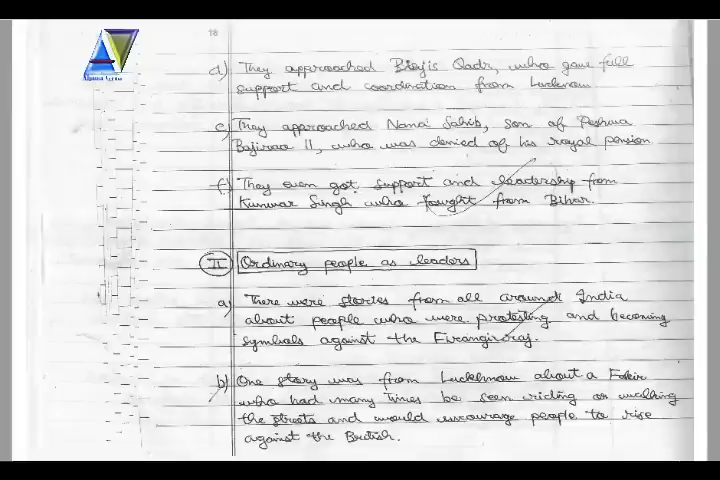 18
d) They approached Birjis Qadr, who gave full
support and coordination from Lucknow
e) They approached Nana Sahib, son of Peshwa
Bajirao II, who was denied of his royal pension
f) They even got support and leadership from
Kunwar Singh who fought from Bihar.
II Ordinary people as leaders
a) There were stories from all around India
about people who were protesting and becoming
symbols against the Firangi raj.
b) One story was from Lucknow about a Fakir
who had many times be seen riding or walking
the streets and would encourage people to rise
against the British.